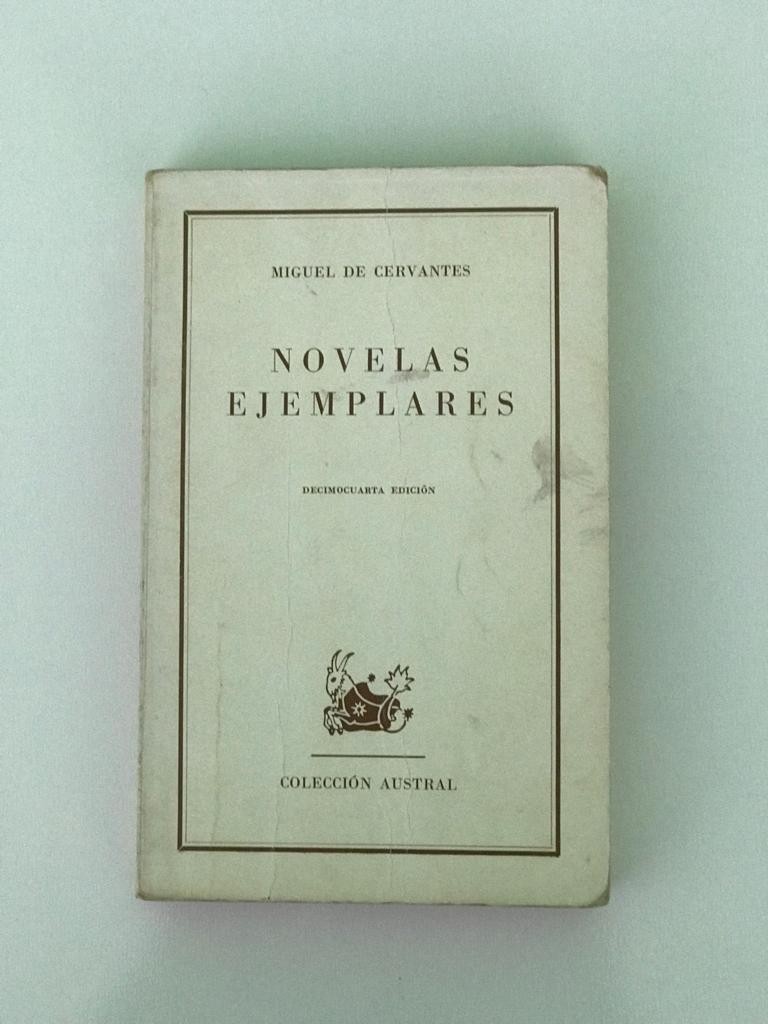 MIGUEL DE CERVANTES
NOVELAS
EJEMPLARES
DECIMOCUARTA EDICIÓN
COLECCIÓN AUSTRAL